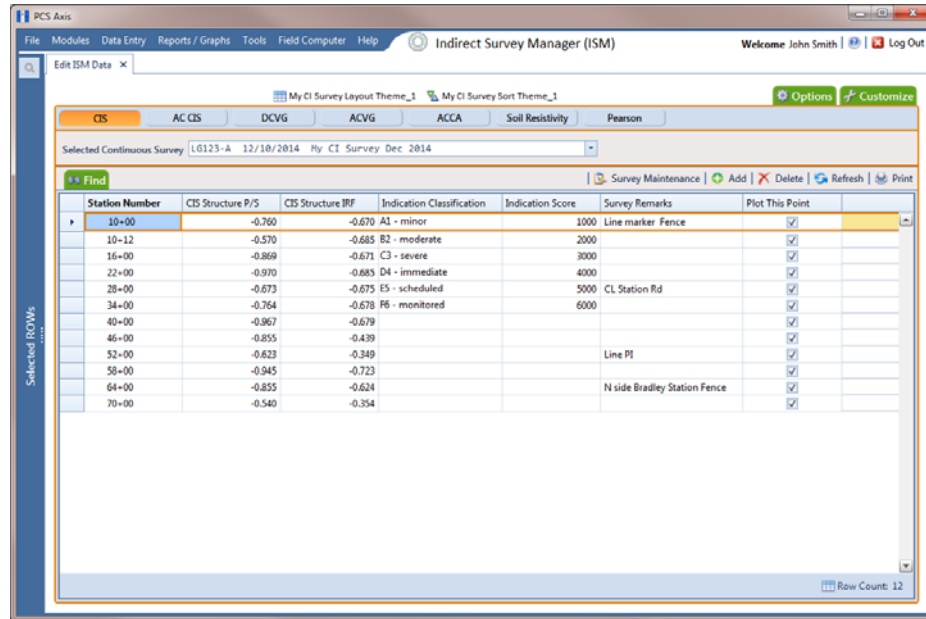 PCS Axis
File Modules Data Entry Reports / Graphs Tools Field Computer Help Indirect Survey Manager (ISM) Welcome John Smith | | Log Out
Edit ISM Data ×
My CI Survey Layout Theme_1 My CI Survey Sort Theme_1 Options Customize
CIS AC CIS DCVG ACVG ACCA Soil Resistivity Pearson
Selected Continuous Survey LG123-A 12/10/2014 My CI Survey Dec 2014
Find | Survey Maintenance | Add | Delete | Refresh | Print
Station Number CIS Structure P/S CIS Structure IRF Indication Classification Indication Score Survey Remarks Plot This Point
10+00 -0.760 -0.670 A1 - minor 1000 Line marker Fence
10+12 -0.570 -0.685 B2 - moderate 2000
16+00 -0.869 -0.671 C3 - severe 3000
22+00 -0.970 -0.685 D4 - immediate 4000
28+00 -0.673 -0.675 E5 - scheduled 5000 CL Station Rd
34+00 -0.764 -0.678 F6 - monitored 6000
40+00 -0.967 -0.679
46+00 -0.855 -0.439
52+00 -0.623 -0.349 Line PI
58+00 -0.945 -0.723
64+00 -0.855 -0.624 N side Bradley Station Fence
70+00 -0.540 -0.354
Selected ROWs
Row Count: 12